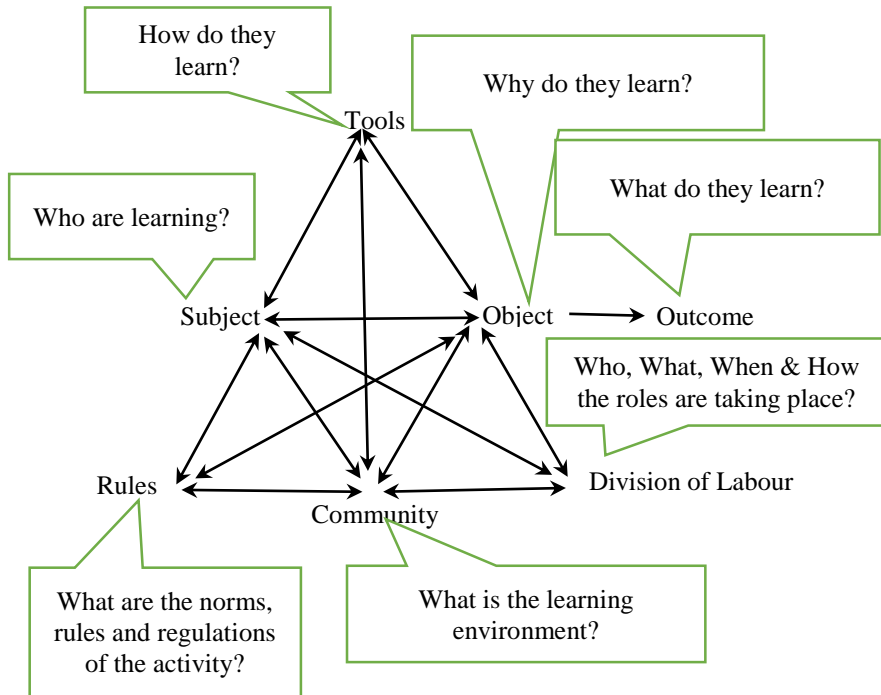 How do they
learn?
Why do they learn?
Tools
What do they learn?
Who are learning?
Subject
Object
Outcome
Who, What, When & How
the roles are taking place?
Rules
Division of Labour
Community
What are the norms,
rules and regulations
of the activity?
What is the learning
environment?